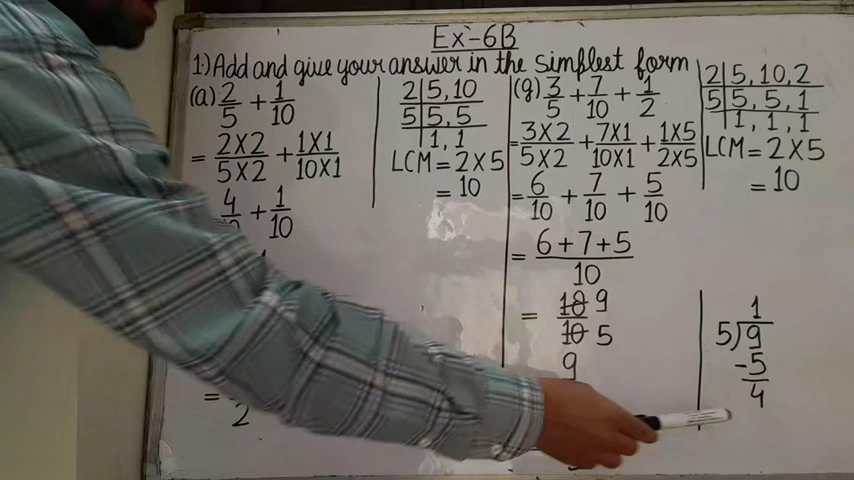 Ex-6B
1.) Add and give your answer in the simplest form
(a) 2/5 + 1/10
= 2X2/5X2 + 1X1/10X1
4/10 + 1/10
= /2
2 | 5, 10
5 | 5, 5
1, 1
LCM = 2X5
= 10
(g) 3/5 + 7/10 + 1/2
= 3X2/5X2 + 7X1/10X1 + 1X5/2X5
= 6/10 + 7/10 + 5/10
= 6+7+5/10
= 18/10 9/5
9
2 | 5, 10, 2
5 | 5, 5, 1
1, 1, 1
LCM = 2X5
= 10
1
5)9
-5
4